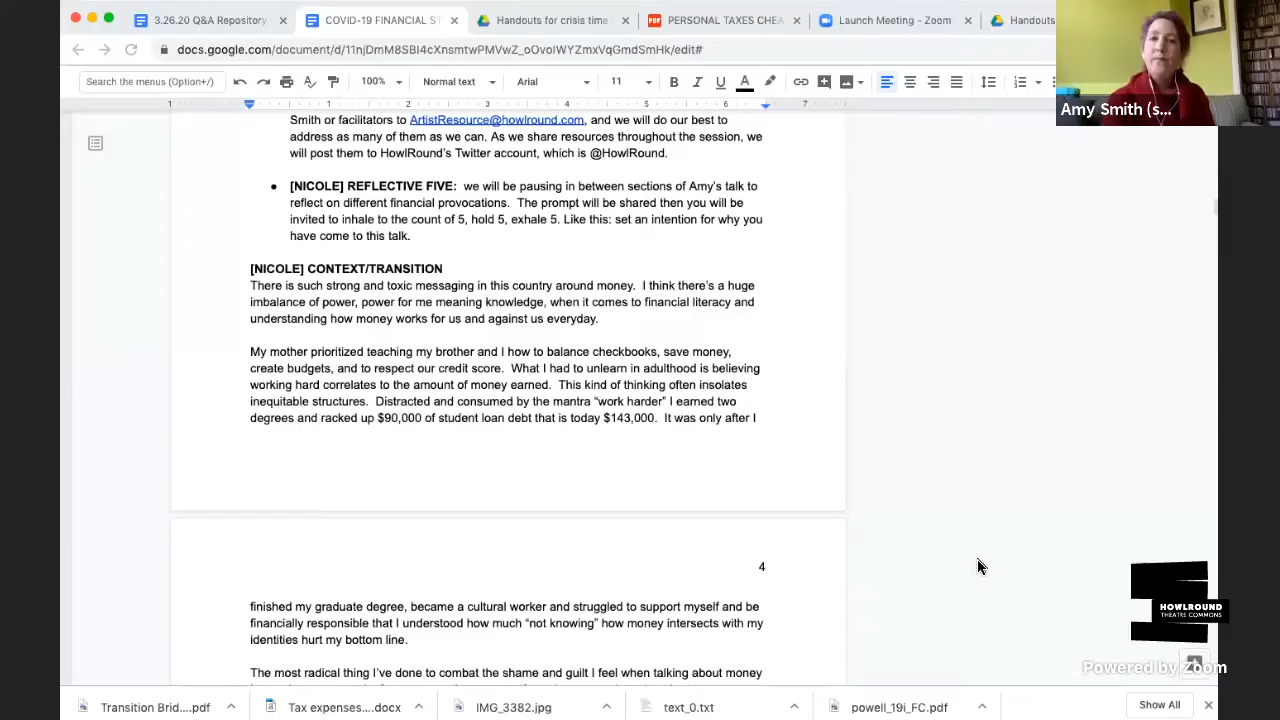 3.26.20 Q&A Repository
COVID-19 FINANCIAL ST
Handouts for crisis time
PERSONAL TAXES CHEA
Launch Meeting - Zoom
Handouts
docs.google.com/document/d/11njDmM8SBI4cXnsmtwPMVwZ_oOvolWYZmxVqGmdSmHk/edit#
Search the menus (Option+/)
100%
Normal text
Arial
11
B I U A
1 1 2 3 4 5 6 7
Amy Smith (s...
Smith or facilitators to ArtistResource@howlround.com, and we will do our best to
address as many of them as we can. As we share resources throughout the session, we
will post them to HowlRound's Twitter account, which is @HowlRound.
● [NICOLE] REFLECTIVE FIVE: we will be pausing in between sections of Amy's talk to
reflect on different financial provocations. The prompt will be shared then you will be
invited to inhale to the count of 5, hold 5, exhale 5. Like this: set an intention for why you
have come to this talk.
[NICOLE] CONTEXT/TRANSITION
There is such strong and toxic messaging in this country around money. I think there's a huge
imbalance of power, power for me meaning knowledge, when it comes to financial literacy and
understanding how money works for us and against us everyday.
My mother prioritized teaching my brother and I how to balance checkbooks, save money,
create budgets, and to respect our credit score. What I had to unlearn in adulthood is believing
working hard correlates to the amount of money earned. This kind of thinking often insolates
inequitable structures. Distracted and consumed by the mantra "work harder" I earned two
degrees and racked up $90,000 of student loan debt that is today $143,000. It was only after I
4
finished my graduate degree, became a cultural worker and struggled to support myself and be
financially responsible that I understood how much "not knowing" how money intersects with my
identities hurt my bottom line.
The most radical thing I've done to combat the shame and guilt I feel when talking about money
HOWLROUND
THEATRE COMMONS
Powered by Zoom
Transition Brid....pdf
Tax expenses....docx
IMG_3382.jpg
text_0.txt
powell_19i_FC.pdf
Show All